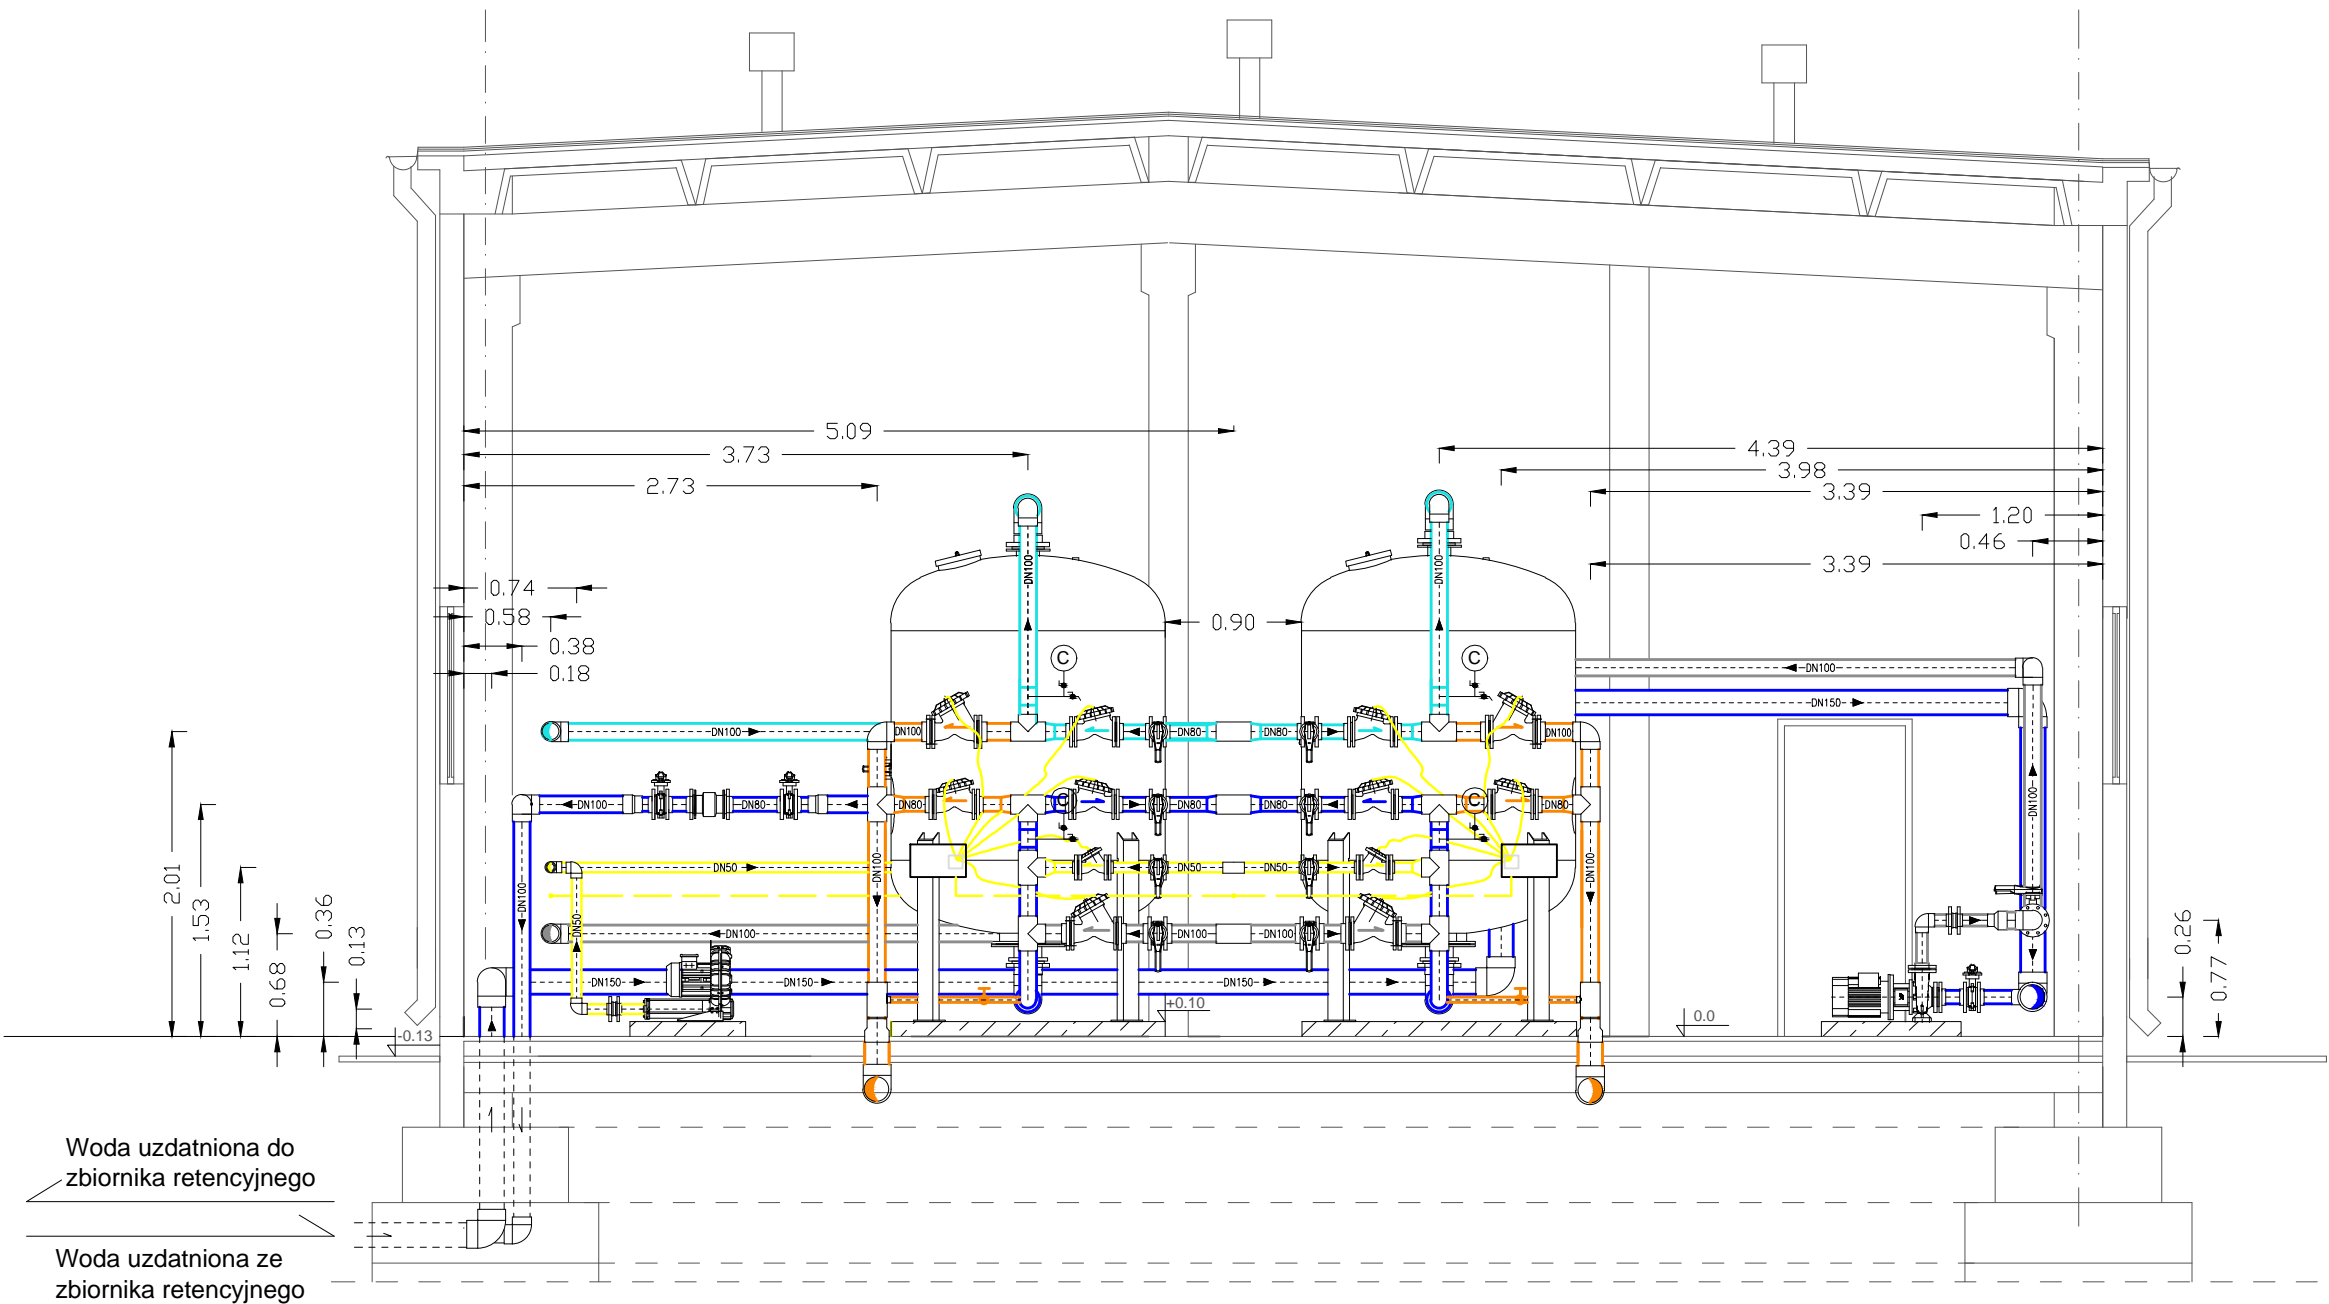 5.09
3.73
4.39
3.98
2.73
3.39
1.20
0.46
3.39
0.74
0.58
0.90
0.38
0.18
DN100
DN100
C
C
DN100
DN150
DN100
DN100
DN80
DN80
DN100
DN100
DN80
DN80
DN80
DN80
DN80
C
C
DN100
DN50
DN50
DN50
DN100
DN100
DN100
DN50
DN100
DN100
DN100
DN150
DN150
DN150
2.01
1.53
1.12
0.68
0.36
0.13
0.26
0.77
+0.10
0.0
-0.13
Woda uzdatniona do
zbiornika retencyjnego
Woda uzdatniona ze
zbiornika retencyjnego